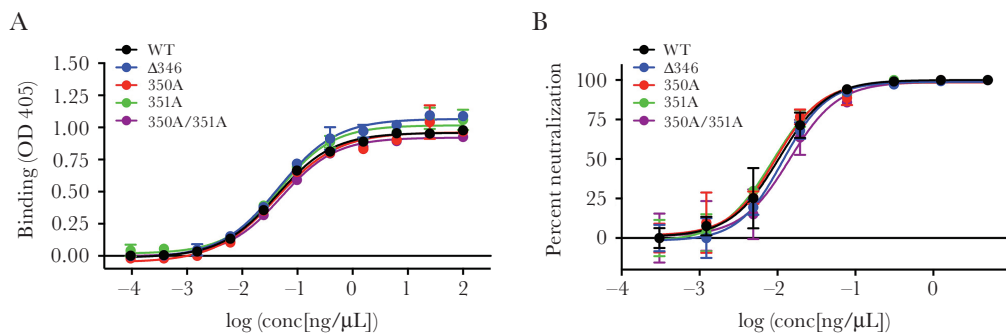 A
WT
Δ346
350A
351A
350A/351A
Binding (OD 405)
1.50
1.25
1.00
0.75
0.50
0.25
0.00
−4 −3 −2 −1 0 1 2
log (conc[ng/μL])
B
WT
Δ346
350A
351A
350A/351A
Percent neutralization
100
75
50
25
0
−4 −3 −2 −1 0
log (conc[ng/μL])